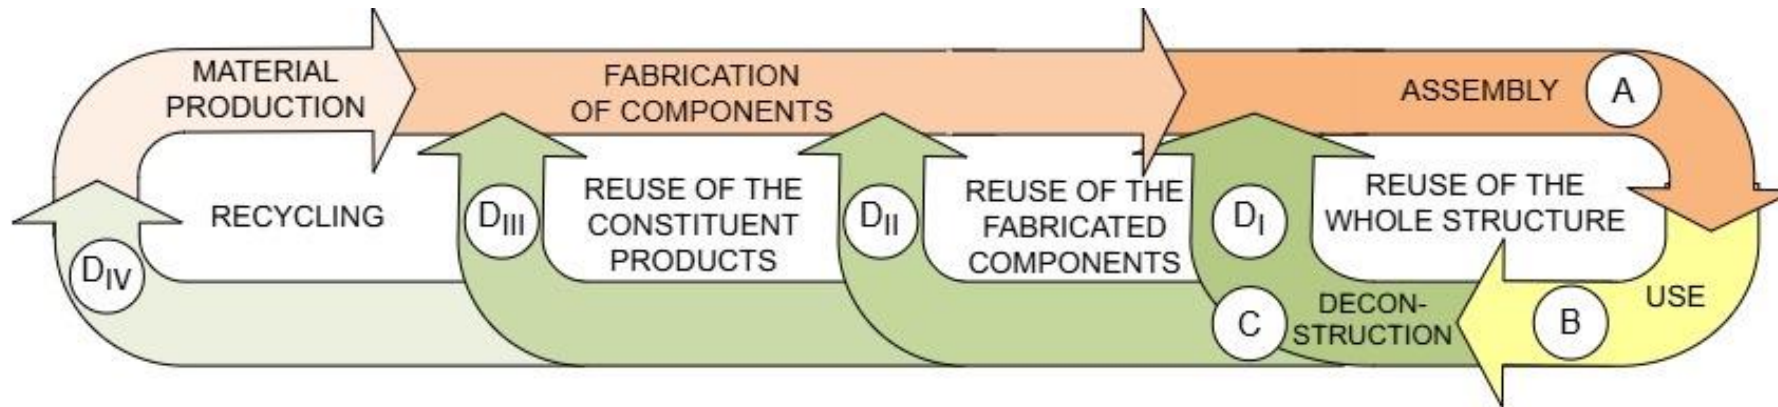 MATERIAL
PRODUCTION
FABRICATION
OF COMPONENTS
ASSEMBLY
A
RECYCLING
DIII
REUSE OF THE
CONSTITUENT
PRODUCTS
DII
REUSE OF THE
FABRICATED
COMPONENTS
DI
REUSE OF THE
WHOLE STRUCTURE
DIV
C
DECON-
STRUCTION
B
USE